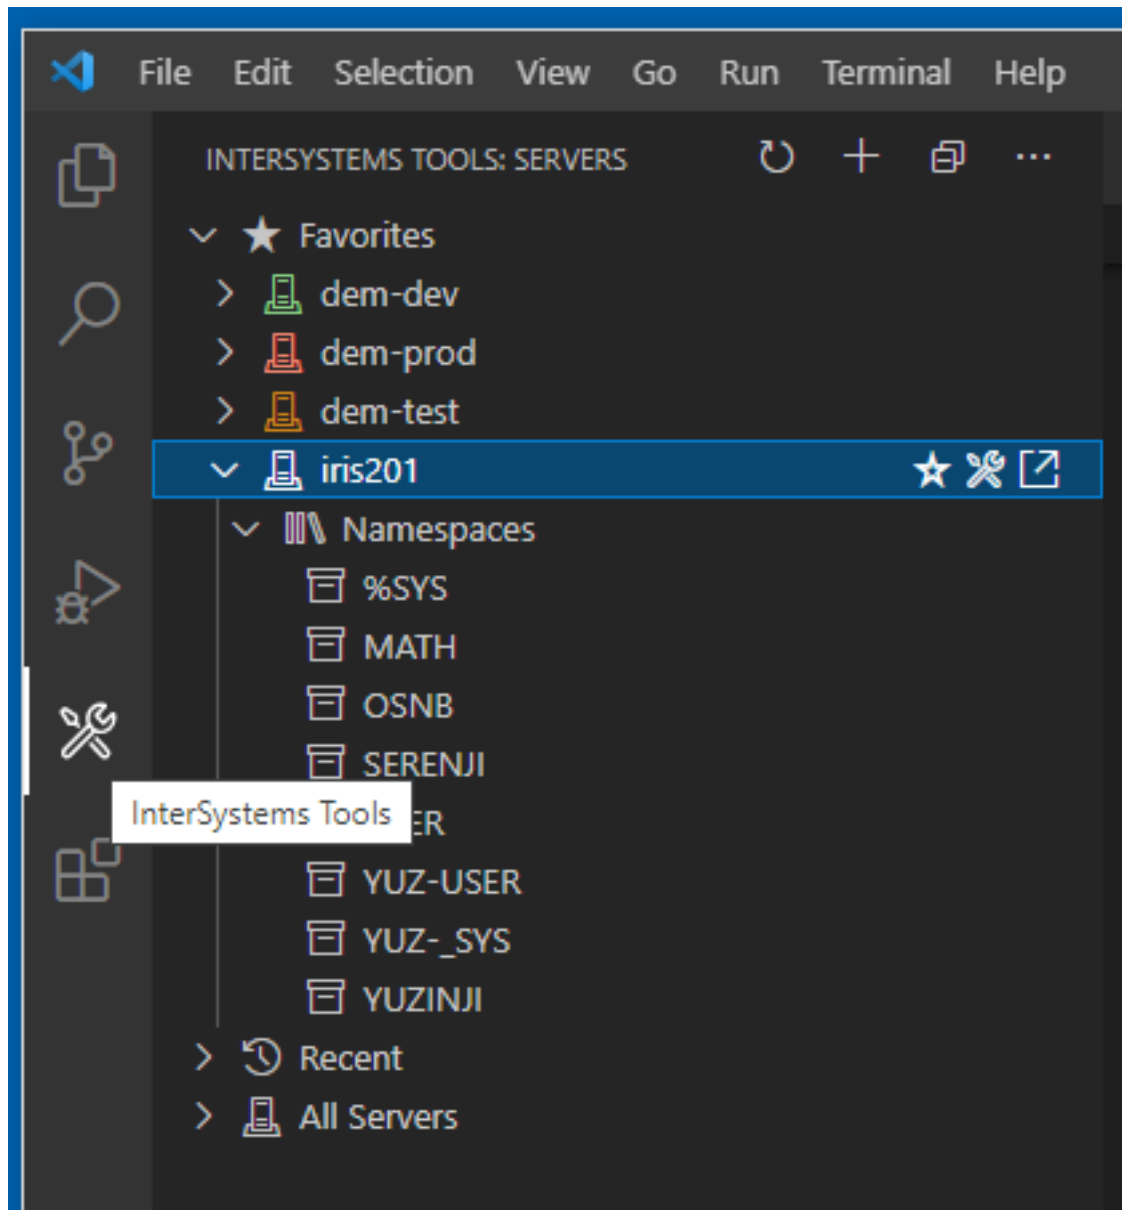 File Edit Selection View Go Run Terminal Help
INTERSYSTEMS TOOLS: SERVERS
Favorites
dem-dev
dem-prod
dem-test
iris201
Namespaces
%SYS
MATH
OSNB
SERENJI
InterSystems Tools
ER
YUZ-USER
YUZ-_SYS
YUZINJI
Recent
All Servers